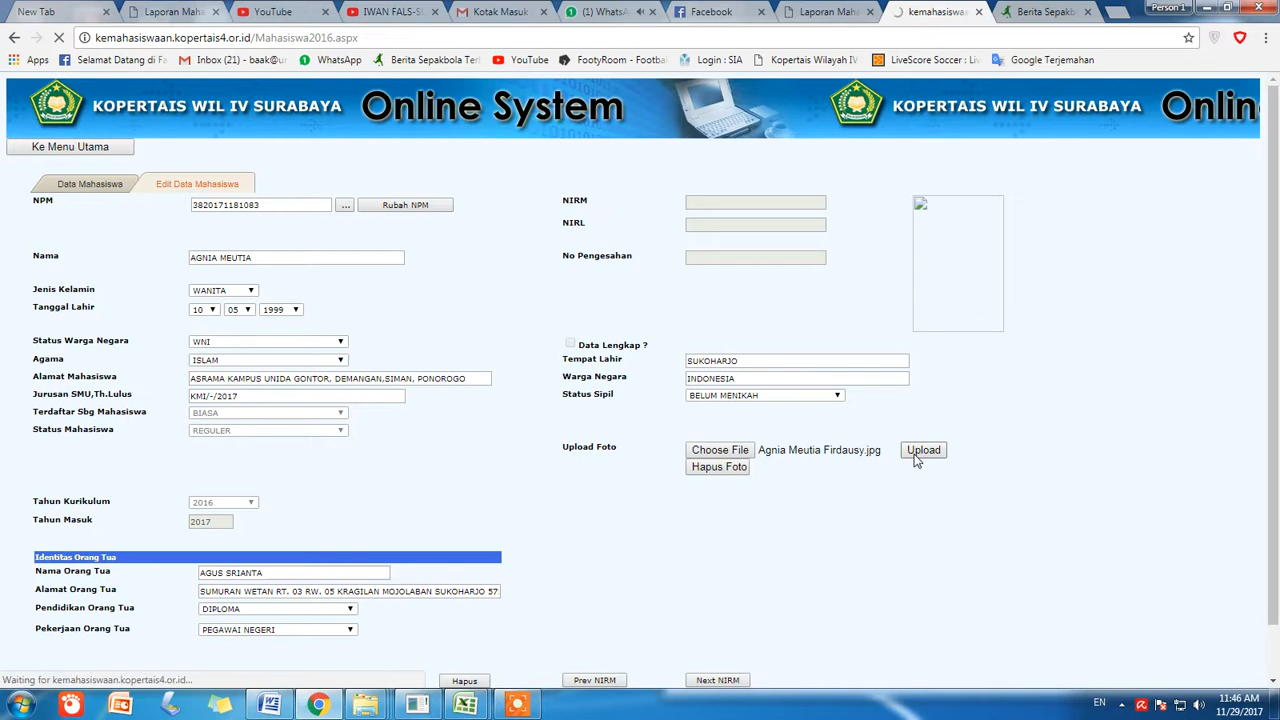 New Tab
Laporan Maha
YouTube
IWAN FALS-S
Kotak Masuk
(1) WhatsA
Facebook
Laporan Maha
kemahasiswaa
Berita Sepakb
Person 1
kemahasiswaan.kopertais4.or.id/Mahasiswa2016.aspx
Apps
Selamat Datang di Fa
Inbox (21) - baak@u
WhatsApp
Berita Sepakbola Ter
YouTube
FootyRoom - Footbal
Login : SIA
Kopertais Wilayah IV
LiveScore Soccer : Li
Google Terjemahan
KOPERTAIS WIL IV SURABAYA
Online System
KOPERTAIS WIL IV SURABAYA
Onlin
Ke Menu Utama
Data Mahasiswa
Edit Data Mahasiswa
NPM
3820171181083
...
Rubah NPM
NIRM
NIRL
Nama
AGNIA MEUTIA
No Pengesahan
Jenis Kelamin
WANITA
Tanggal Lahir
10
05
1999
Status Warga Negara
WNI
Data Lengkap ?
Agama
ISLAM
Tempat Lahir
SUKOHARJO
Alamat Mahasiswa
ASRAMA KAMPUS UNIDA GONTOR, DEMANGAN,SIMAN, PONOROGO
Warga Negara
INDONESIA
Jurusan SMU,Th.Lulus
KMI/-/2017
Status Sipil
BELUM MENIKAH
Terdaftar Sbg Mahasiswa
BIASA
Status Mahasiswa
REGULER
Upload Foto
Choose File
Agnia Meutia Firdausy.jpg
Upload
Hapus Foto
Tahun Kurikulum
2016
Tahun Masuk
2017
Identitas Orang Tua
Nama Orang Tua
AGUS SRIANTA
Alamat Orang Tua
SUMURAN WETAN RT. 03 RW. 05 KRAGILAN MOJOLABAN SUKOHARJO 57
Pendidikan Orang Tua
DIPLOMA
Pekerjaan Orang Tua
PEGAWAI NEGERI
Waiting for kemahasiswaan.kopertais4.or.id...
Hapus
Prev NIRM
Next NIRM
EN
11:46 AM
11/29/2017